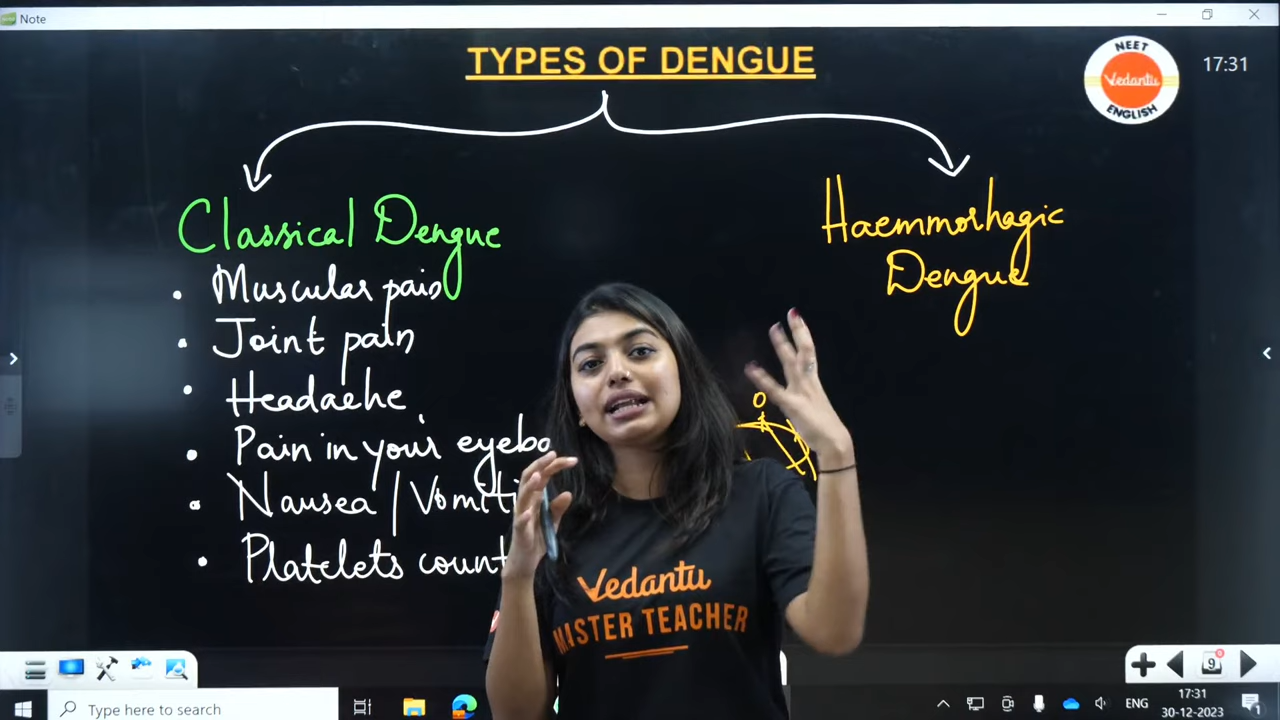 Note
TYPES OF DENGUE
NEET
Vedantu
ENGLISH
17:31
Classical Dengue
Haemmorhagic
Dengue
• Muscular pain
• Joint pain
• Headache
• Pain in your eyebo
• Nausea / Vomiti
• Platelets count
Vedantu
MASTER TEACHER
9
Type here to search
ENG
17:31
30-12-2023